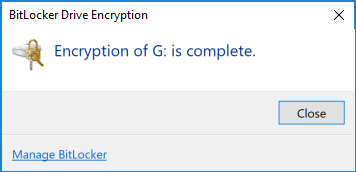 BitLocker Drive Encryption
Encryption of G: is complete.
Close
Manage BitLocker